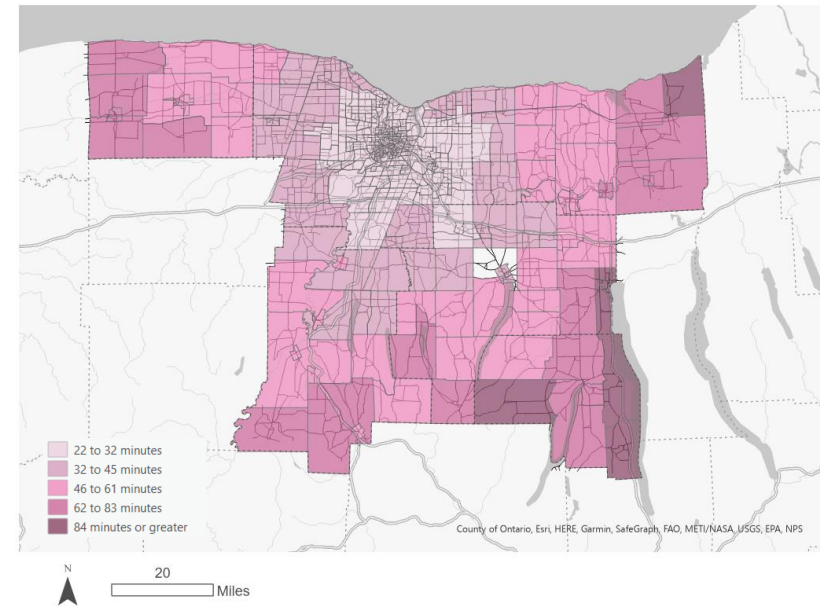 22 to 32 minutes
32 to 45 minutes
46 to 61 minutes
62 to 83 minutes
84 minutes or greater
County of Ontario, Esri, HERE, Garmin, SafeGraph, FAO, METI/NASA, USGS, EPA, NPS
N
20
Miles